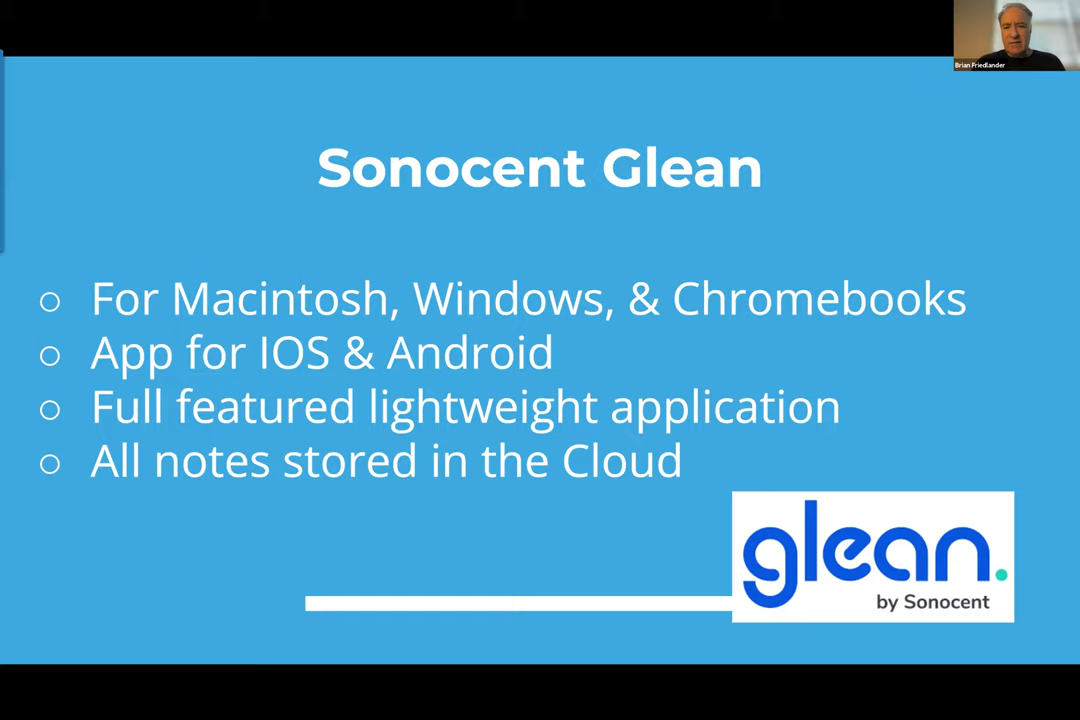 Brian Friedlander
Sonocent Glean
For Macintosh, Windows, & Chromebooks
App for IOS & Android
Full featured lightweight application
All notes stored in the Cloud
glean.
by Sonocent